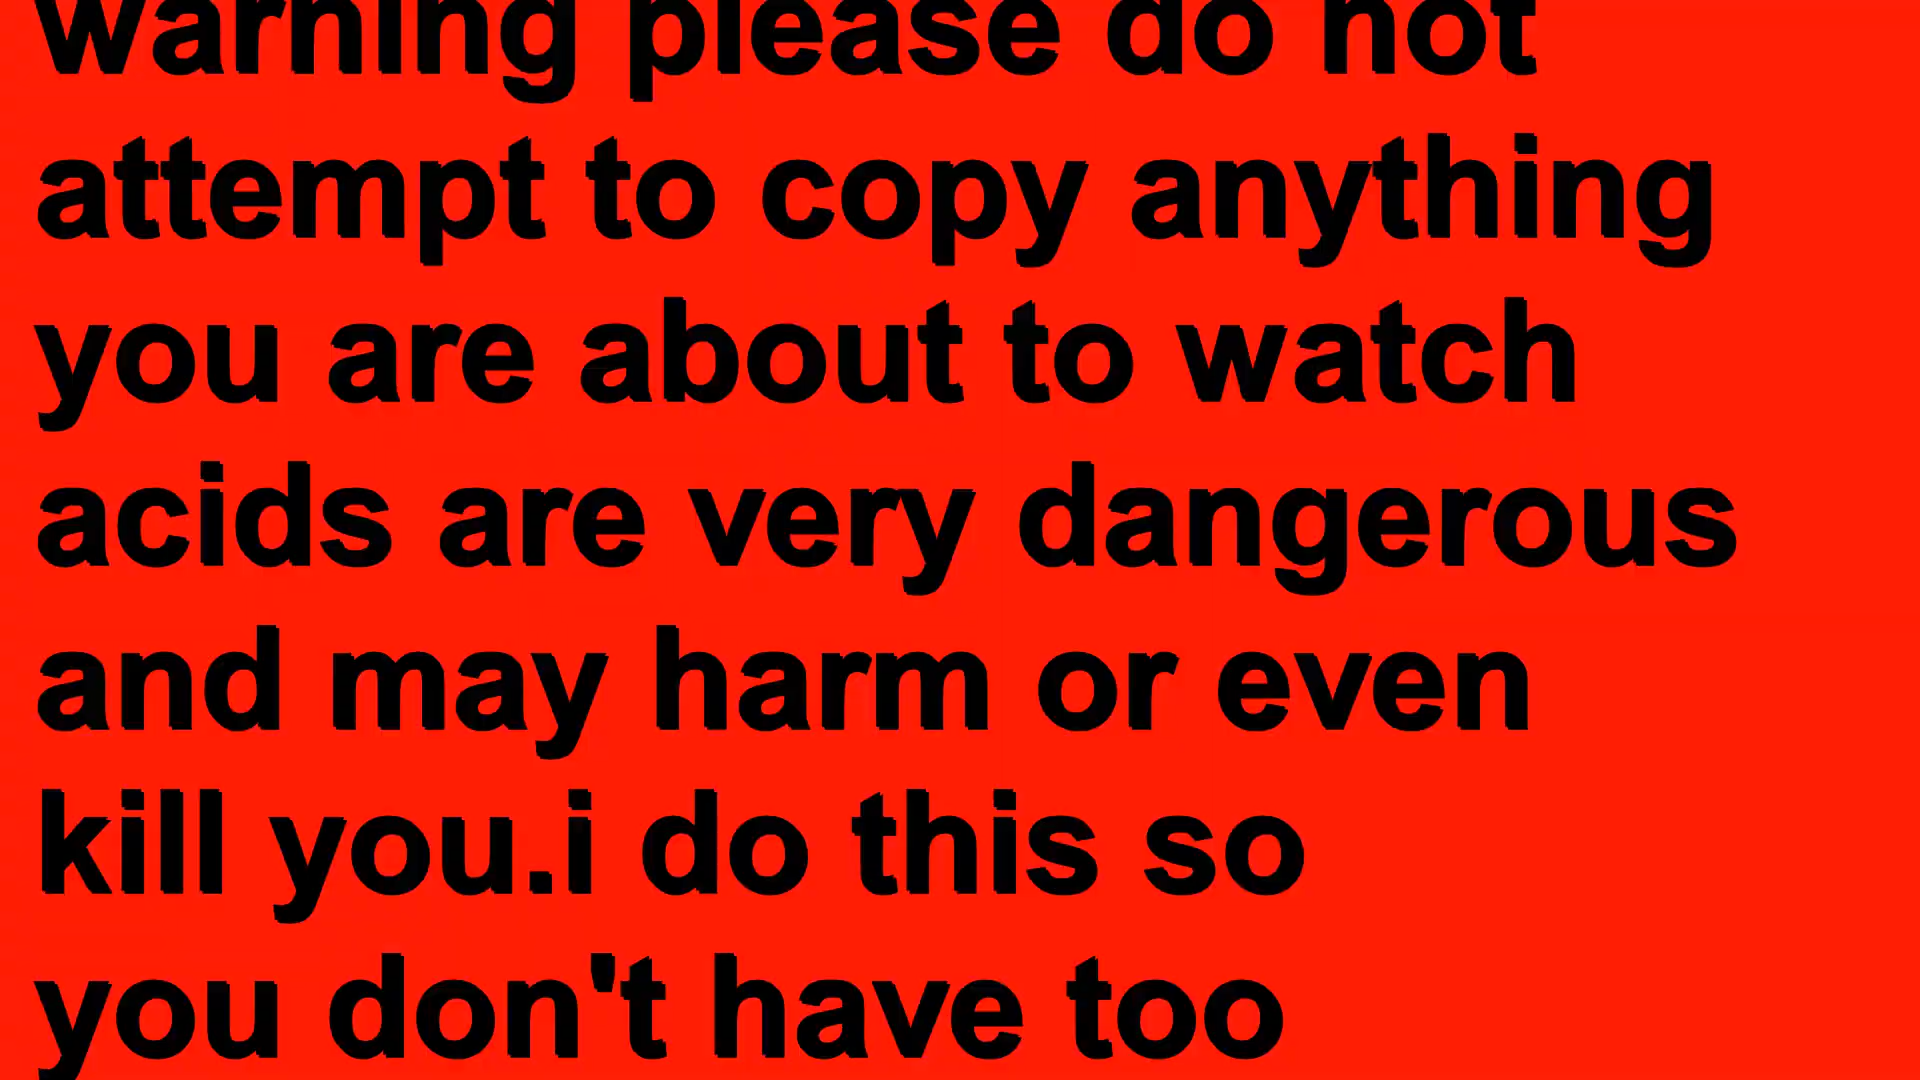 warning please do not
attempt to copy anything
you are about to watch
acids are very dangerous
and may harm or even
kill you.i do this so
you don't have too